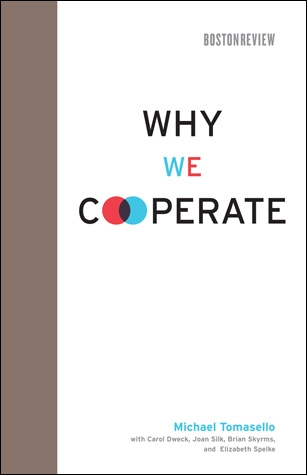 BOSTONREVIEW
WHY
WE
COOPERATE
Michael Tomasello
with Carol Dweck, Joan Silk, Brian Skyrms,
and Elizabeth Spelke